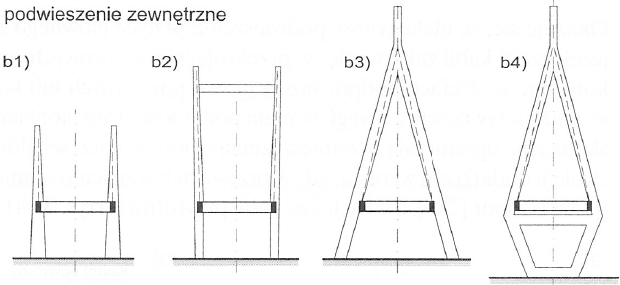 podwieszenie zewnętrzne
b1) b2) b3) b4)